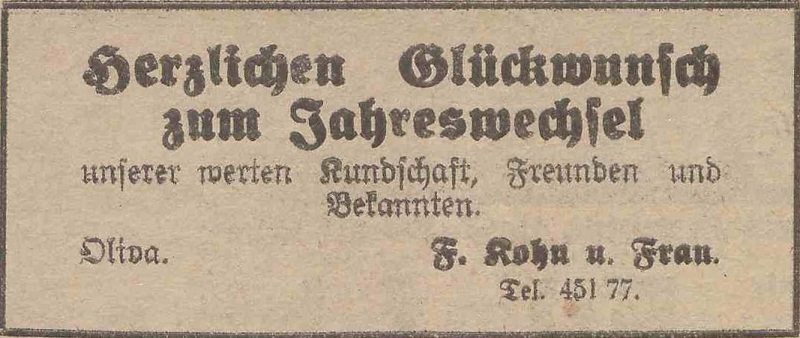 Herzlichen Glückwunsch
zum Jahreswechsel
unserer werten Kundschaft, Freunden und
Bekannten.
Oliva. F. Kohn u. Frau.
Tel. 451 77.